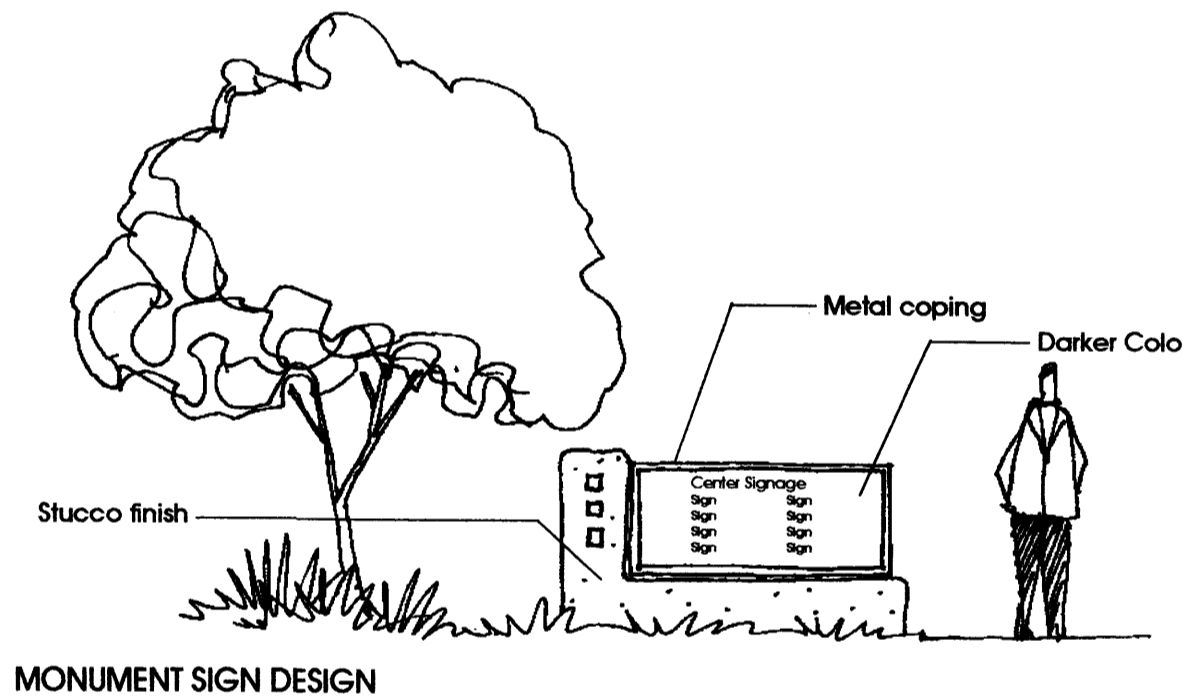 Metal coping
Darker Colo
Center Signage
Sign Sign
Sign Sign
Sign Sign
Sign Sign
Stucco finish
MONUMENT SIGN DESIGN